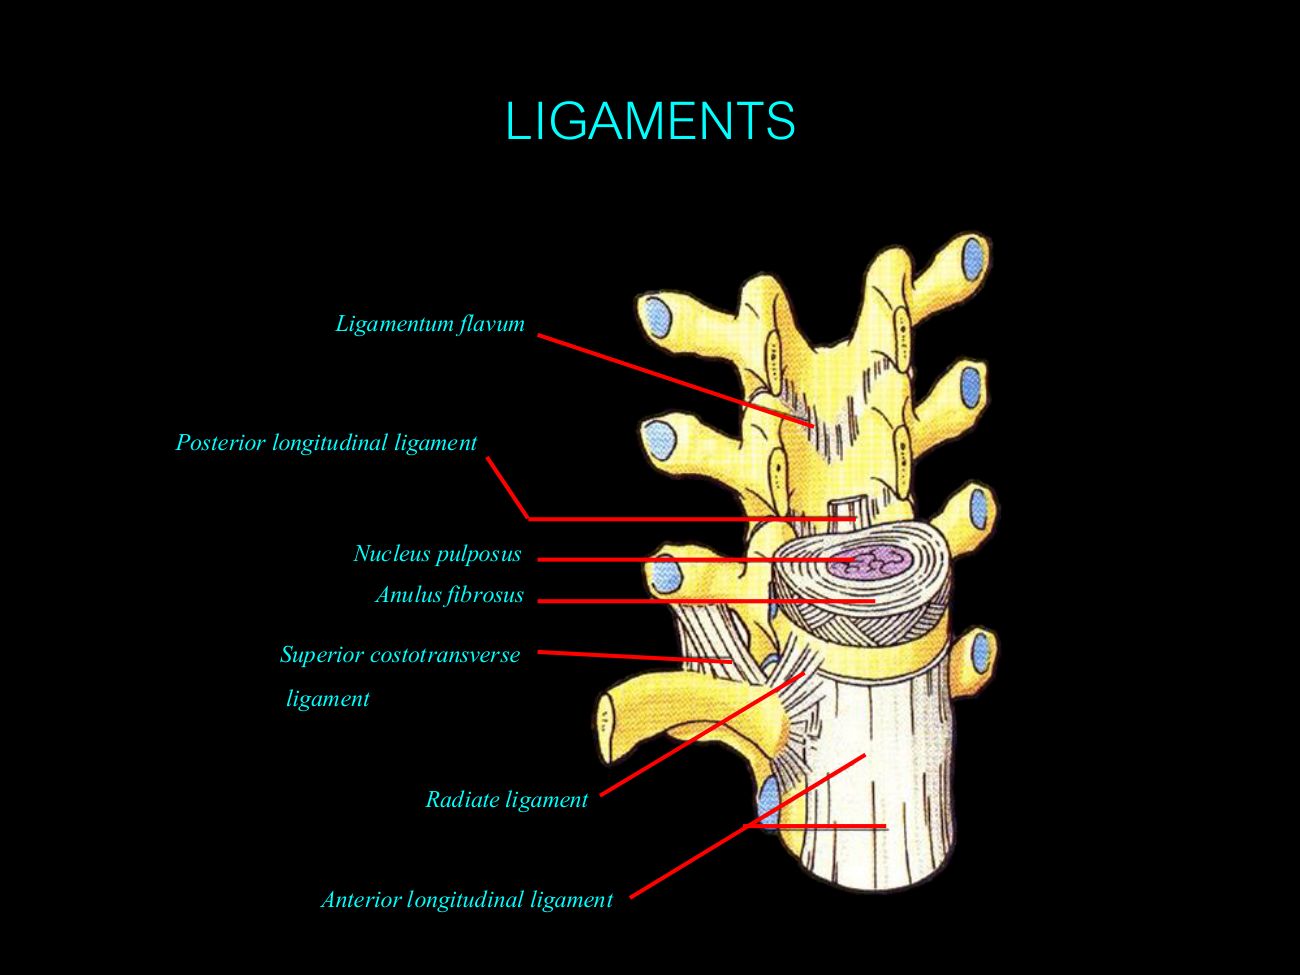 LIGAMENTS
Ligamentum flavum
Posterior longitudinal ligament
Nucleus pulposus
Anulus fibrosus
Superior costotransverse
ligament
Radiate ligament
Anterior longitudinal ligament